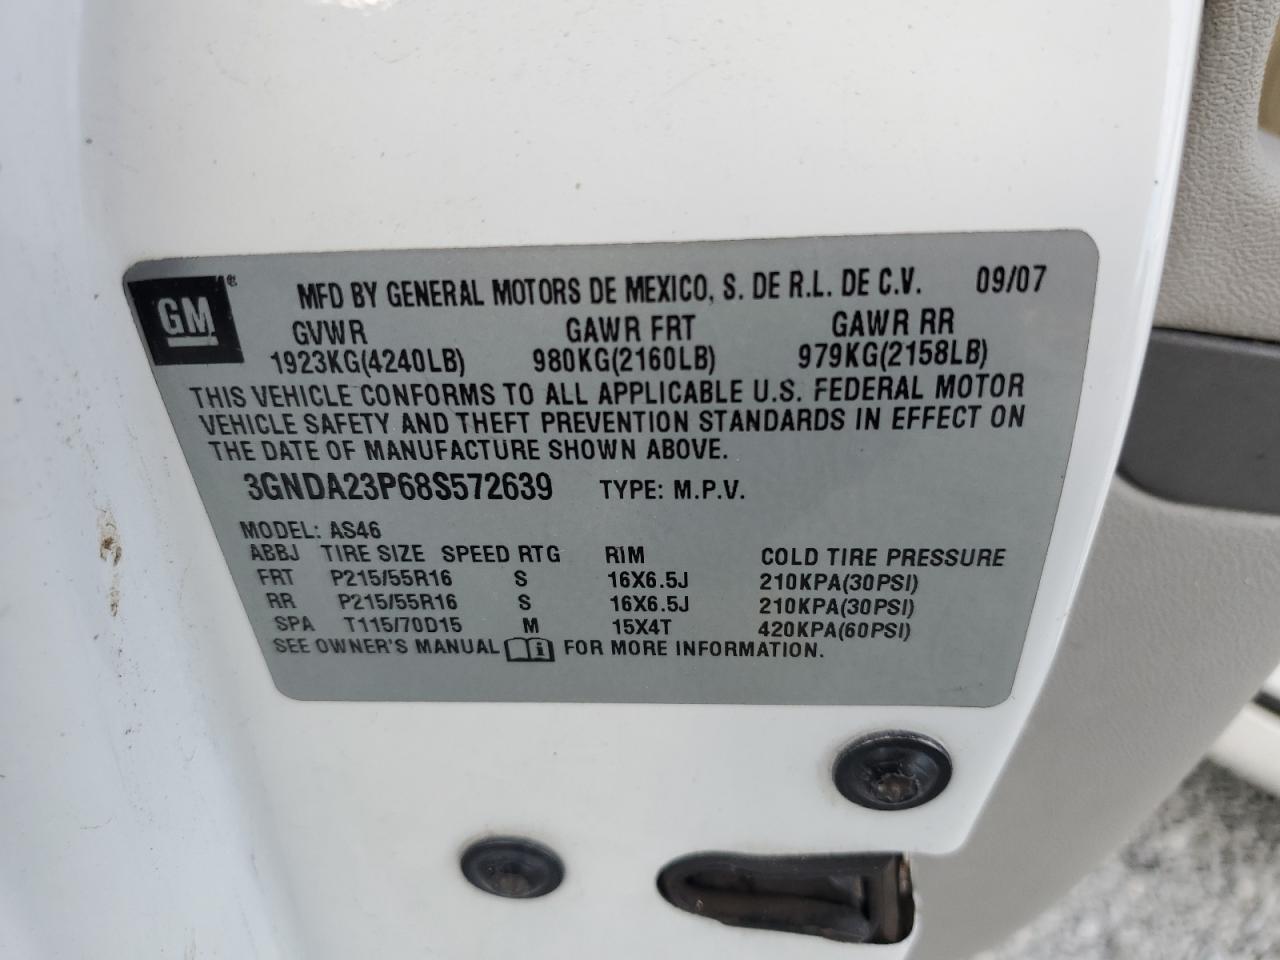 GM®
MFD BY GENERAL MOTORS DE MEXICO, S. DE R.L. DE C.V. 09/07
GVWR GAWR FRT GAWR RR
1923KG(4240LB) 980KG(2160LB) 979KG(2158LB)
THIS VEHICLE CONFORMS TO ALL APPLICABLE U.S. FEDERAL MOTOR
VEHICLE SAFETY AND THEFT PREVENTION STANDARDS IN EFFECT ON
THE DATE OF MANUFACTURE SHOWN ABOVE.
3GNDA23P68S572639 TYPE: M.P.V.
MODEL: AS46
ABBJ TIRE SIZE SPEED RTG RIM COLD TIRE PRESSURE
FRT P215/55R16 S 16X6.5J 210KPA(30PSI)
RR P215/55R16 S 16X6.5J 210KPA(30PSI)
SPA T115/70D15 M 15X4T 420KPA(60PSI)
SEE OWNER'S MANUAL i FOR MORE INFORMATION.